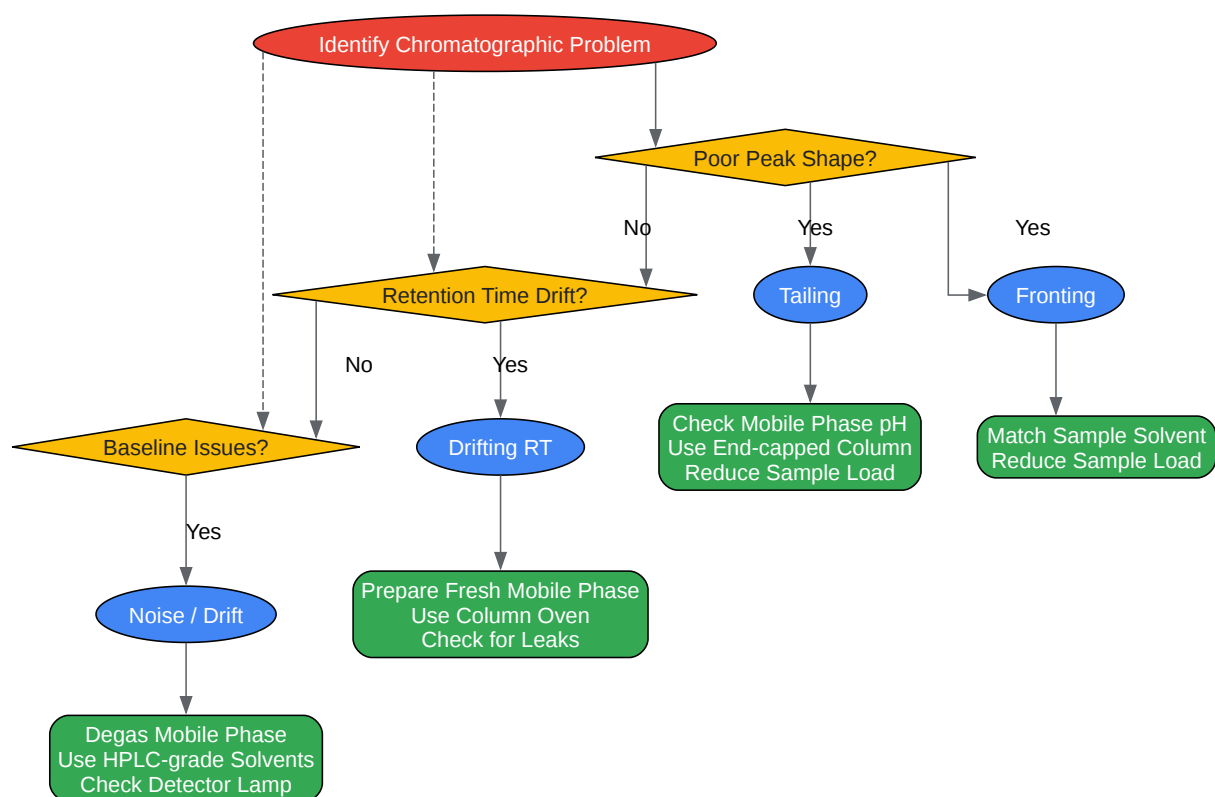 Identify Chromatographic Problem
Poor Peak Shape?
No
Yes
Yes
Retention Time Drift?
Tailing
Fronting
No
Yes
Check Mobile Phase pH
Use End-capped Column
Reduce Sample Load
Match Sample Solvent
Reduce Sample Load
Baseline Issues?
Drifting RT
Yes
Prepare Fresh Mobile Phase
Use Column Oven
Check for Leaks
Noise / Drift
Degas Mobile Phase
Use HPLC-grade Solvents
Check Detector Lamp